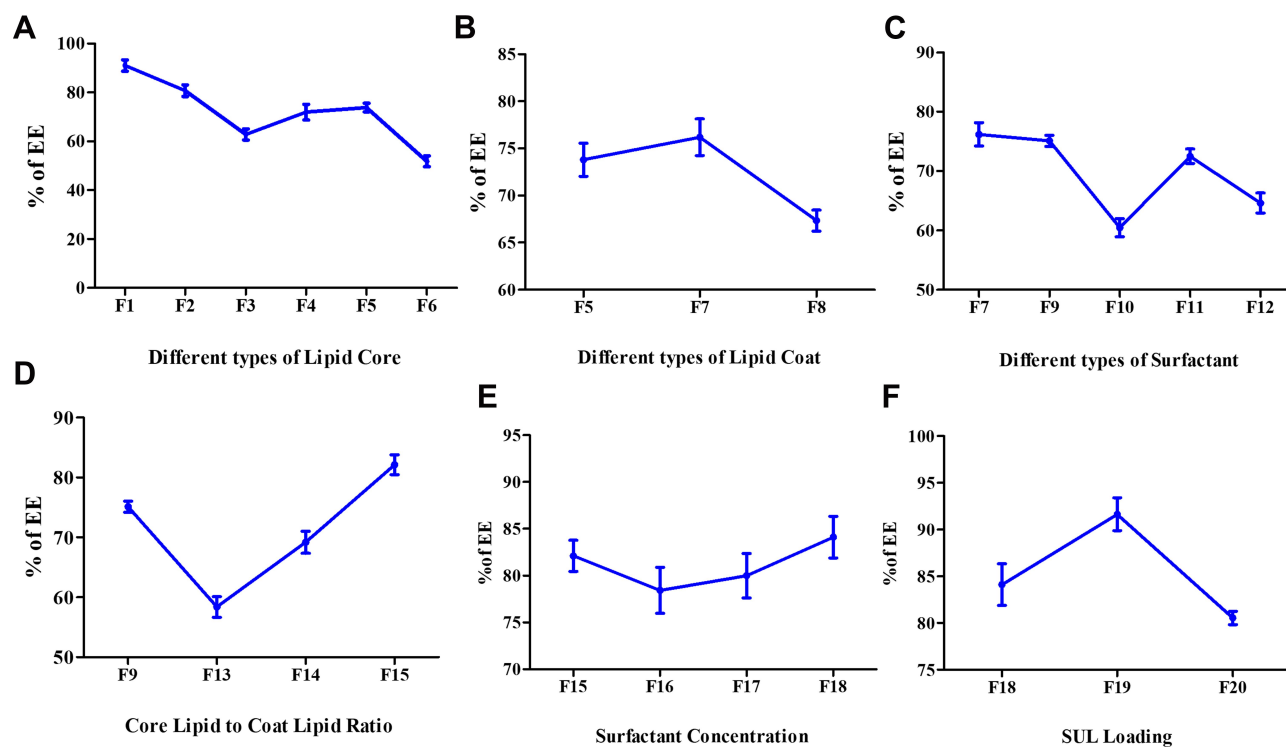 A
% of EE
100
80
60
40
20
0
F1 F2 F3 F4 F5 F6
Different types of Lipid Core
B
% of EE
85
80
75
70
65
60
F5 F7 F8
Different types of Lipid Coat
C
% of EE
90
80
70
60
50
F7 F9 F10 F11 F12
Different types of Surfactant
D
% of EE
90
80
70
60
50
F9 F13 F14 F15
Core Lipid to Coat Lipid Ratio
E
%of EE
95
90
85
80
75
70
F15 F16 F17 F18
Surfactant Concentration
F
%of EE
100
95
90
85
80
75
F18 F19 F20
SUL Loading